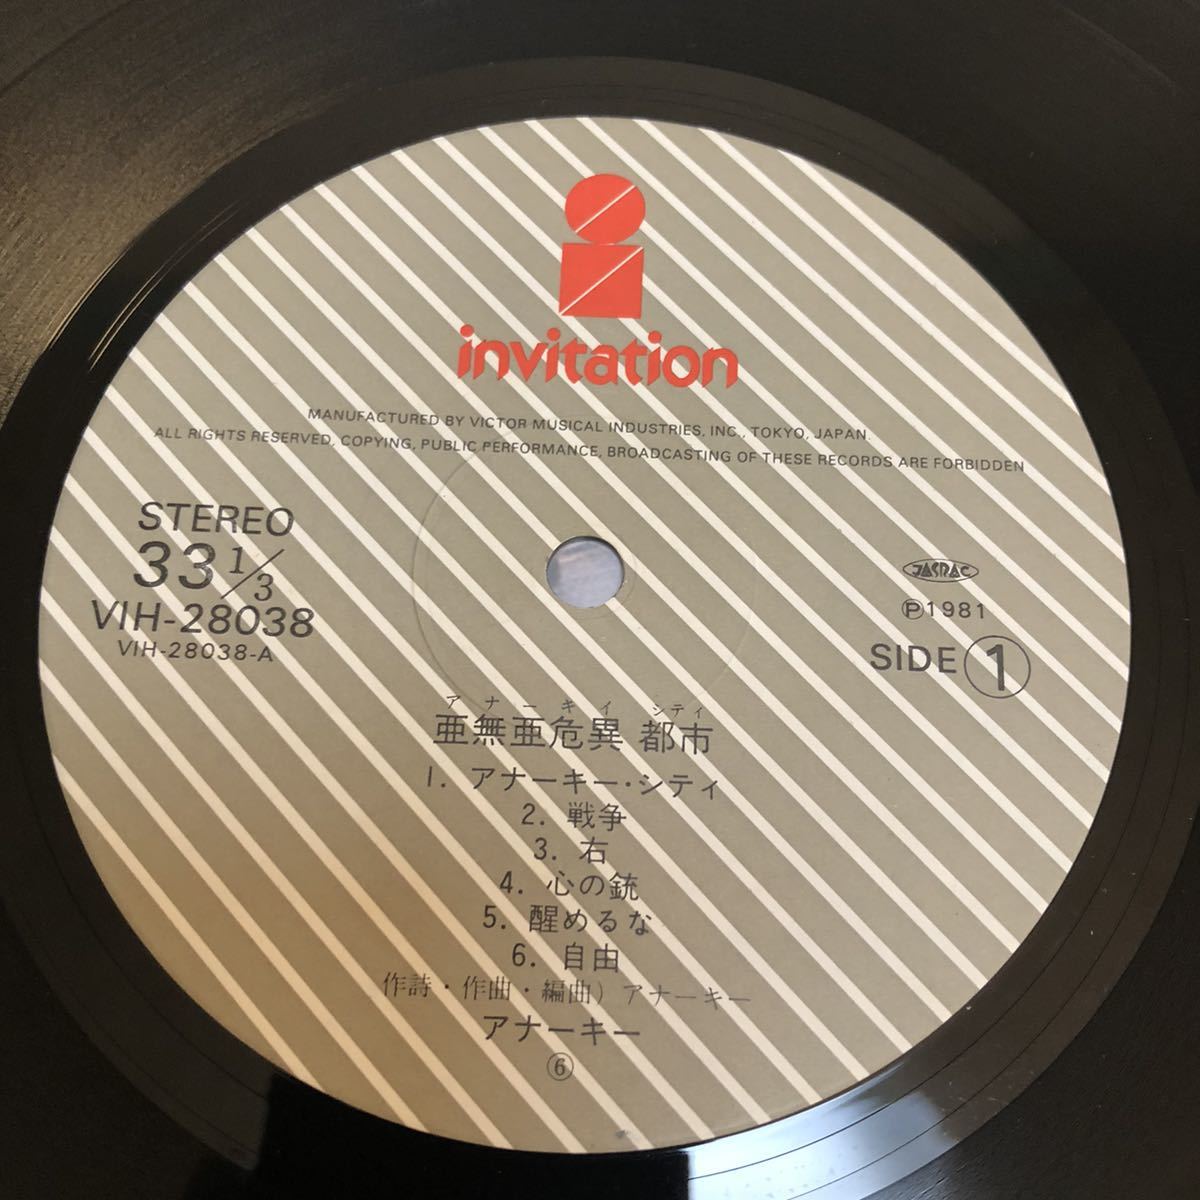 invitation
MANUFACTURED BY VICTOR MUSICAL INDUSTRIES, INC., TOKYO, JAPAN.
ALL RIGHTS RESERVED, COPYING, PUBLIC PERFORMANCE, BROADCASTING OF THESE RECORDS ARE FORBIDDEN
STEREO
33 1/3
VIH-28038
VIH-28038-A
JASRAC
Ⓟ1981
SIDE ①
アナーキイ シティ
亜無亜危異 都市
1. アナーキー・シティ
2. 戦争
3. 右
4. 心の銃
5. 醒めるな
6. 自由
作詩・作曲・編曲) アナーキー
アナーキー
⑥